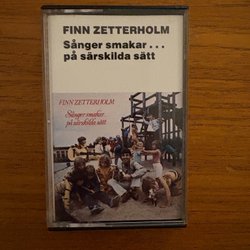 FINN ZETTERHOLM
Sånger smakar...
på särskilda sätt
FINN ZETTERHOLM
Sånger smakar...
på särskilda sätt